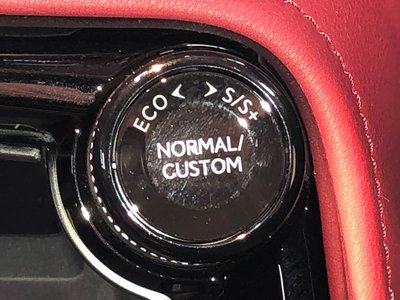 ECO < > S/S+
NORMAL/
CUSTOM